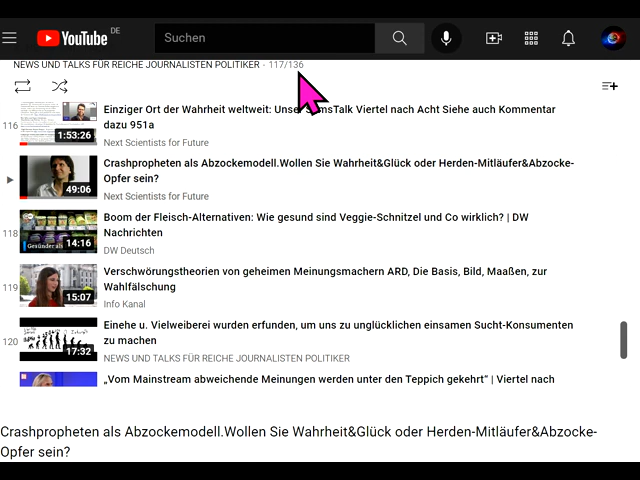 YouTube DE
Suchen
NEWS UND TALKS FÜR REICHE JOURNALISTEN POLITIKER - 117/136
116
1:53:26
Einziger Ort der Wahrheit weltweit: Talk Viertel nach Acht Siehe auch Kommentar
dazu 951a
Next Scientists for Future
49:06
Crashpropheten als Abzockemodell.Wollen Sie Wahrheit&Glück oder Herden-Mitläufer&Abzocke-
Opfer sein?
Next Scientists for Future
118
Gesünder als
14:16
Boom der Fleisch-Alternativen: Wie gesund sind Veggie-Schnitzel und Co wirklich? | DW
Nachrichten
DW Deutsch
119
15:07
Verschwörungstheorien von geheimen Meinungsmachern ARD, Die Basis, Bild, Maaßen, zur
Wahlfälschung
Info Kanal
120
17:32
Einehe u. Vielweiberei wurden erfunden, um uns zu unglücklichen einsamen Sucht-Konsumenten
zu machen
NEWS UND TALKS FÜR REICHE JOURNALISTEN POLITIKER
„Vom Mainstream abweichende Meinungen werden unter den Teppich gekehrt“ | Viertel nach
Crashpropheten als Abzockemodell.Wollen Sie Wahrheit&Glück oder Herden-Mitläufer&Abzocke-
Opfer sein?